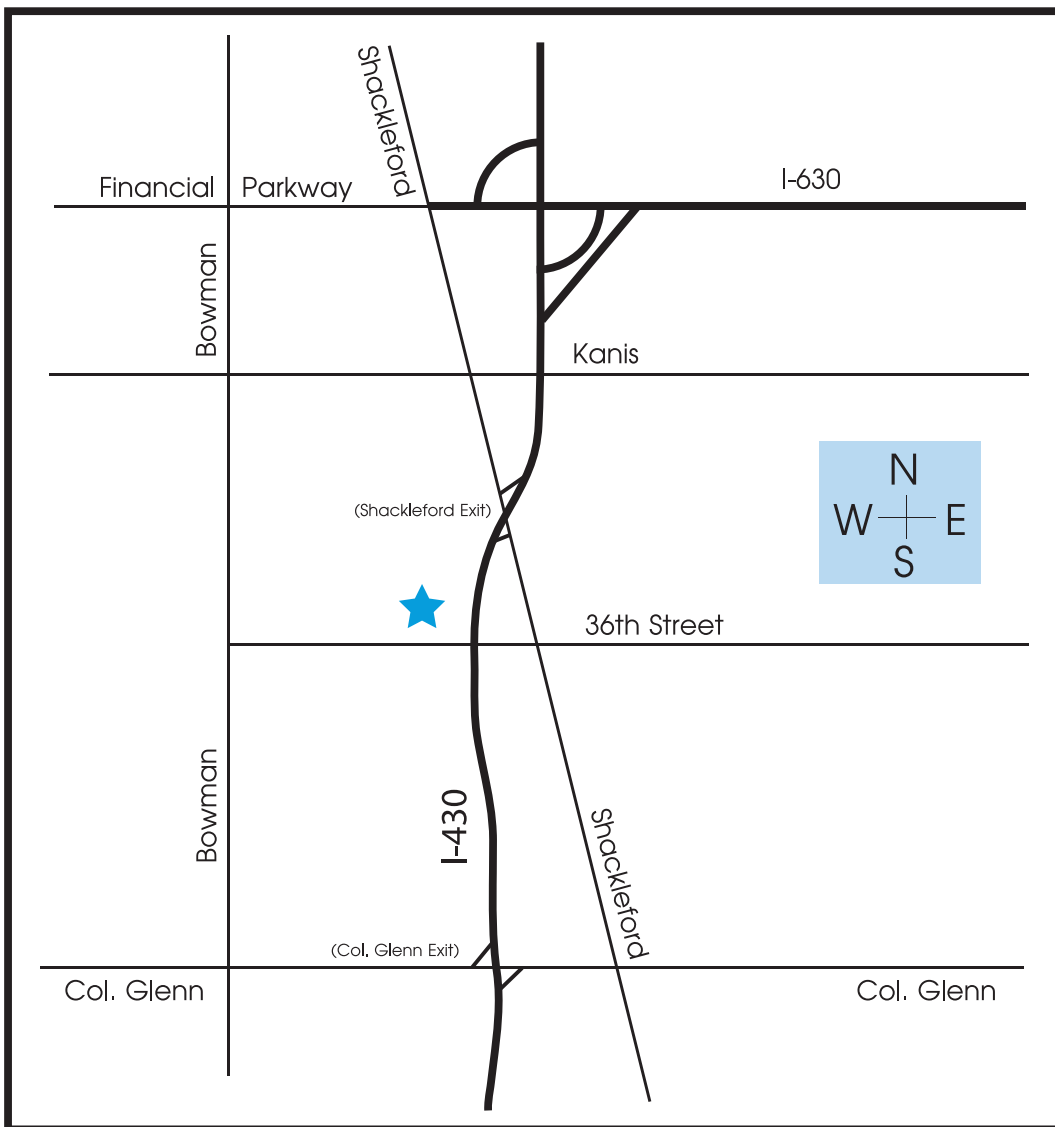 Shackleford
Financial Parkway
I-630
Bowman
Kanis
N
W E
S
(Shackleford Exit)
36th Street
Bowman
I-430
Shackleford
(Col. Glenn Exit)
Col. Glenn
Col. Glenn